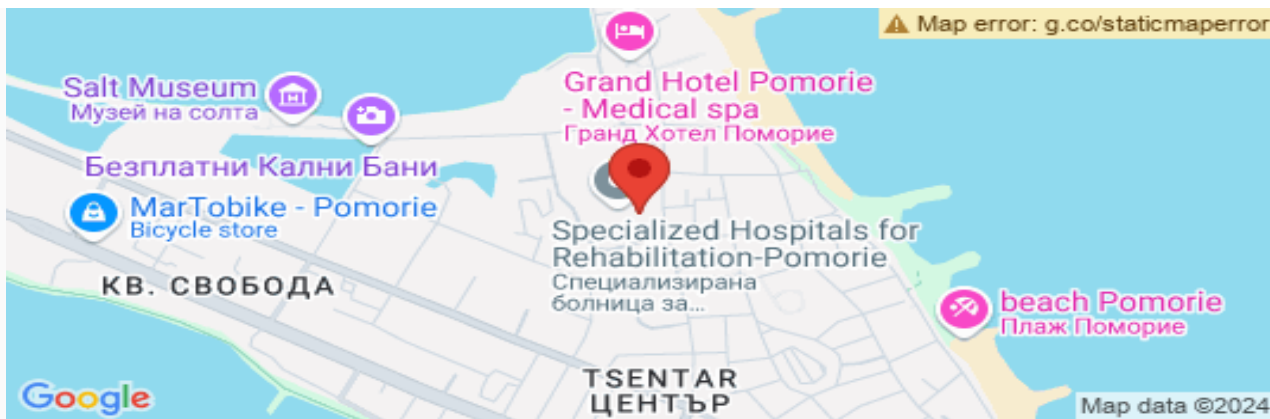 Map error: g.co/staticmaperror
Salt Museum
Музей на солта
Grand Hotel Pomorie
- Medical spa
Гранд Хотел Поморие
Безплатни Кални Бани
MarTobike - Pomorie
Bicycle store
Specialized Hospitals for
Rehabilitation-Pomorie
Специализирана
болница за...
КВ. СВОБОДА
beach Pomorie
Плаж Поморие
TSENTAR
ЦЕНТЪР
Google
Map data ©2024